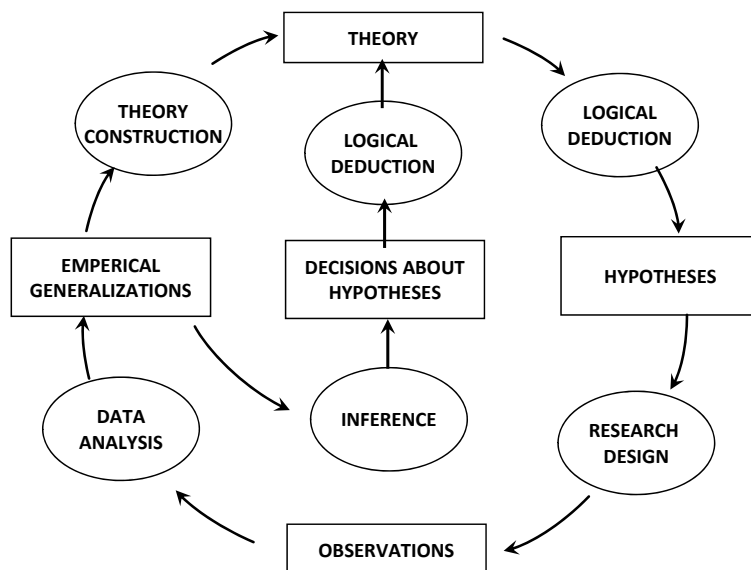 THEORY
THEORY
CONSTRUCTION
LOGICAL
DEDUCTION
LOGICAL
DEDUCTION
EMPERICAL
GENERALIZATIONS
DECISIONS ABOUT
HYPOTHESES
HYPOTHESES
DATA
ANALYSIS
INFERENCE
RESEARCH
DESIGN
OBSERVATIONS